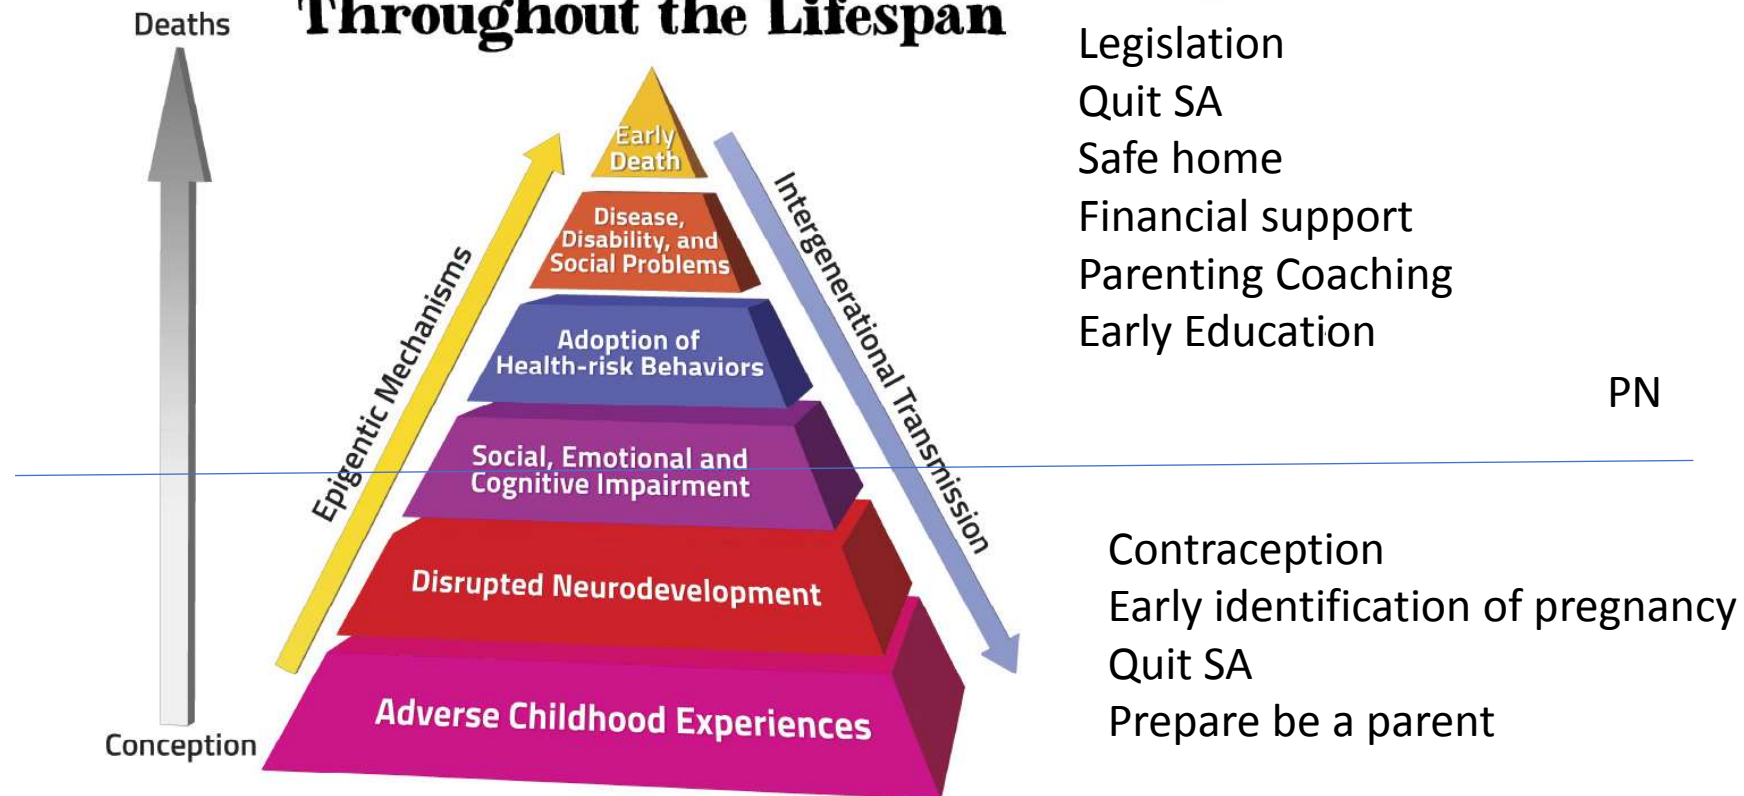 Throughout the Lifespan
Deaths
Conception
Epigentic Mechanisms
Early
Death
Disease,
Disability, and
Social Problems
Adoption of
Health-risk Behaviors
Social, Emotional and
Cognitive Impairment
Disrupted Neurodevelopment
Adverse Childhood Experiences
Intergenerational Transmission
Legislation
Quit SA
Safe home
Financial support
Parenting Coaching
Early Education
PN
Contraception
Early identification of pregnancy
Quit SA
Prepare be a parent